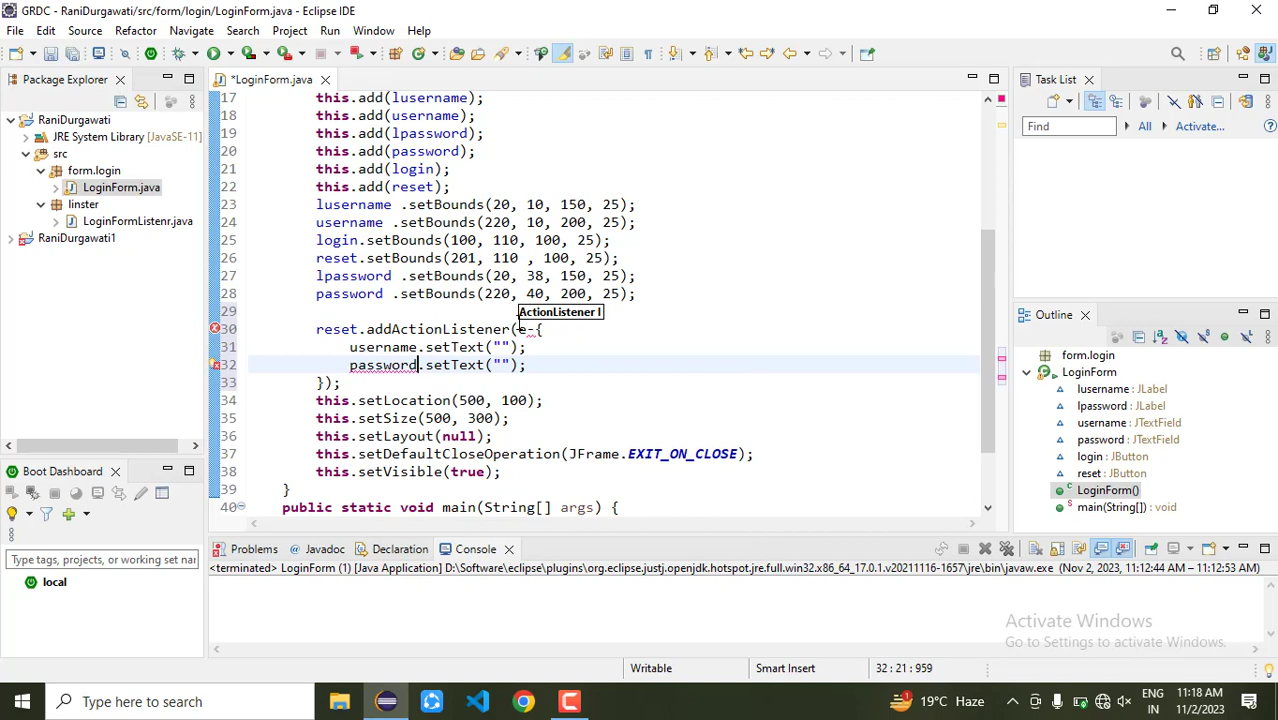 GRDC - RaniDurgawati/src/form/login/LoginForm.java - Eclipse IDE
File Edit Source Refactor Navigate Search Project Run Window Help
Package Explorer
RaniDurgawati
JRE System Library [JavaSE-11]
src
form.login
LoginForm.java
linster
LoginFormListenr.java
RaniDurgawati1
Boot Dashboard
Type tags, projects, or working set nar
local
*LoginForm.java
17 this.add(lusername);
18 this.add(username);
19 this.add(lpassword);
20 this.add(password);
21 this.add(login);
22 this.add(reset);
23 lusername .setBounds(20, 10, 150, 25);
24 username .setBounds(220, 10, 200, 25);
25 login.setBounds(100, 110, 100, 25);
26 reset.setBounds(201, 110 , 100, 25);
27 lpassword .setBounds(20, 38, 150, 25);
28 password .setBounds(220, 40, 200, 25);
29
ActionListener l
30 reset.addActionListener(e-{
31 username.setText("");
32 password.setText("");
33 });
34 this.setLocation(500, 100);
35 this.setSize(500, 300);
36 this.setLayout(null);
37 this.setDefaultCloseOperation(JFrame.EXIT_ON_CLOSE);
38 this.setVisible(true);
39 }
40 public static void main(String[] args) {
Problems Javadoc Declaration Console
<terminated> LoginForm (1) [Java Application] D:\Software\eclipse\plugins\org.eclipse.justj.openjdk.hotspot.jre.full.win32.x86_64_17.0.1.v20211116-1657\jre\bin\javaw.exe (Nov 2, 2023, 11:12:44 AM – 11:12:53 AM)
Task List
Find All Activate...
Outline
form.login
LoginForm
lusername : JLabel
lpassword : JLabel
username : JTextField
password : JTextField
login : JButton
reset : JButton
LoginForm()
main(String[]) : void
Activate Windows
Go to Settings to activate Windows.
Writable Smart Insert 32 : 21 : 959
Type here to search
19°C Haze
ENG
IN
11:18 AM
11/2/2023